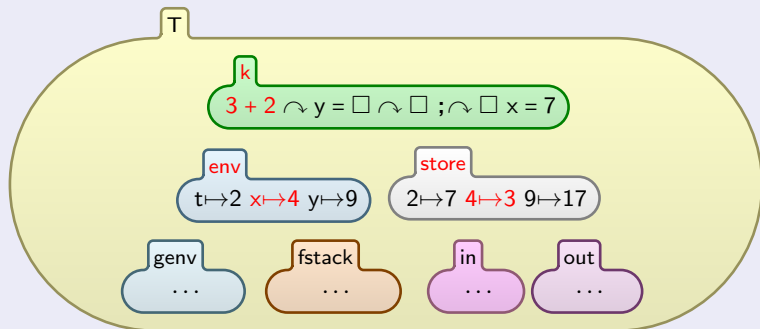 T
k
3 + 2 ↷ y = □ ↷ □ ; ↷ □ x = 7
env
store
t↦2 x↦4 y↦9
2↦7 4↦3 9↦17
genv
fstack
in
out
...
...
...
...